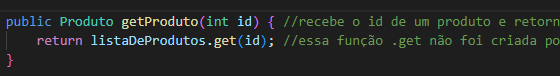 public Produto getProduto(int id) { //recebe o id de um produto e retorn
return listaDeProdutos.get(id); //essa função .get não foi criada po
}